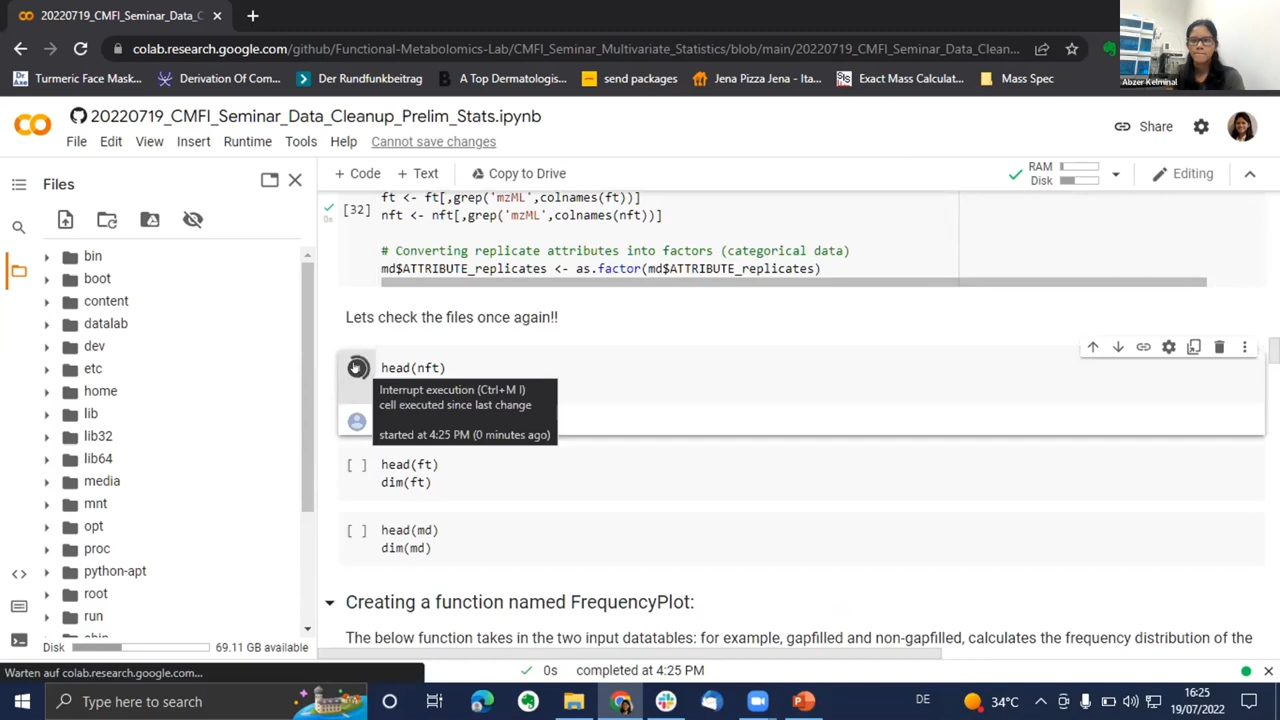 20220719_CMFI_Seminar_Data_C
colab.research.google.com/github/Functional-Metabolomics-Lab/CMFI_Seminar_Multivariate_Statistics/blob/main/20220719_CMFI_Seminar_Data_Clean...
Turmeric Face Mask... Derivation Of Com... Der Rundfunkbeitrag A Top Dermatologis... send packages Jena Pizza Jena - Ita... Exact Mass Calculat... Mass Spec
Abzer Kelminal
20220719_CMFI_Seminar_Data_Cleanup_Prelim_Stats.ipynb
File Edit View Insert Runtime Tools Help Cannot save changes
Share
Files
+ Code + Text Copy to Drive
RAM
Disk
Editing
bin
boot
content
datalab
dev
etc
home
lib
lib32
lib64
media
mnt
opt
proc
python-apt
root
run
sbin
Disk 69.11 GB available
ft <- ft[,grep('mzML',colnames(ft))]
[32] nft <- nft[,grep('mzML',colnames(nft))]
0s
# Converting replicate attributes into factors (categorical data)
md$ATTRIBUTE_replicates <- as.factor(md$ATTRIBUTE_replicates)
Lets check the files once again!!
head(nft)
Interrupt execution (Ctrl+M I)
cell executed since last change
started at 4:25 PM (0 minutes ago)
[ ] head(ft)
dim(ft)
[ ] head(md)
dim(md)
Creating a function named FrequencyPlot:
The below function takes in the two input datatables: for example, gapfilled and non-gapfilled, calculates the frequency distribution of the
Warten auf colab.research.google.com...
0s completed at 4:25 PM
Type here to search
DE
34°C
16:25
19/07/2022